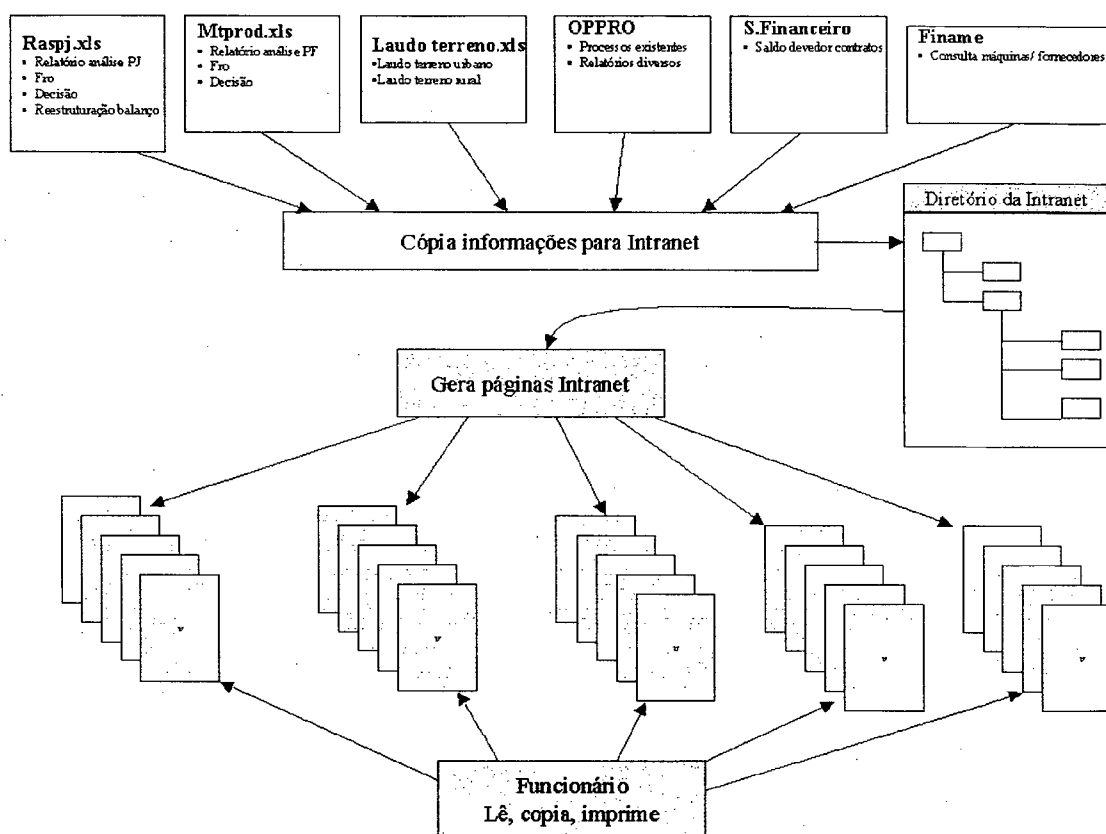 Raspj.xls
▪ Relatório análise PJ
▪ Fro
▪ Decisão
▪ Reestruturação balanço
Mtprod.xls
▪ Relatório análise PF
▪ Fro
▪ Decisão
Laudo terreno.xls
▪Laudo terreno urbano
▪Laudo terreno rural
OPPRO
▪ Processos existentes
▪ Relatórios diversos
S.Financeiro
▪ Saldo devedor contratos
Finame
▪ Consulta máquinas/ fornecedores
Cópia informações para Intranet
Diretório da Intranet
Gera páginas Intranet
Funcionário
Lê, copia, imprime